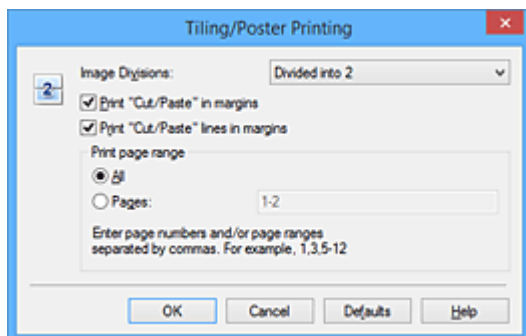 Tiling/Poster Printing
Image Divisions: Divided into 2
2
Print "Cut/Paste" in margins
Print "Cut/Paste" lines in margins
Print page range
All
Pages: 1-2
Enter page numbers and/or page ranges
separated by commas. For example, 1,3,5-12
OK Cancel Defaults Help